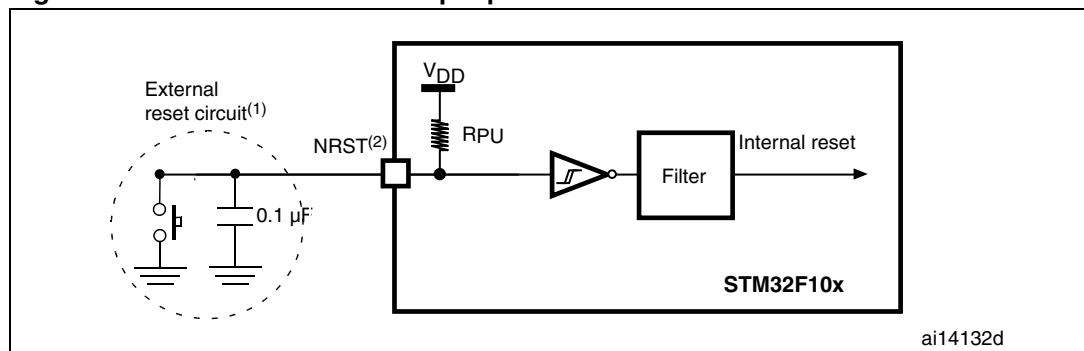 External
reset circuit(1)
VDD
NRST(2)
RPU
Internal reset
Filter
0.1 µF
STM32F10x
ai14132d